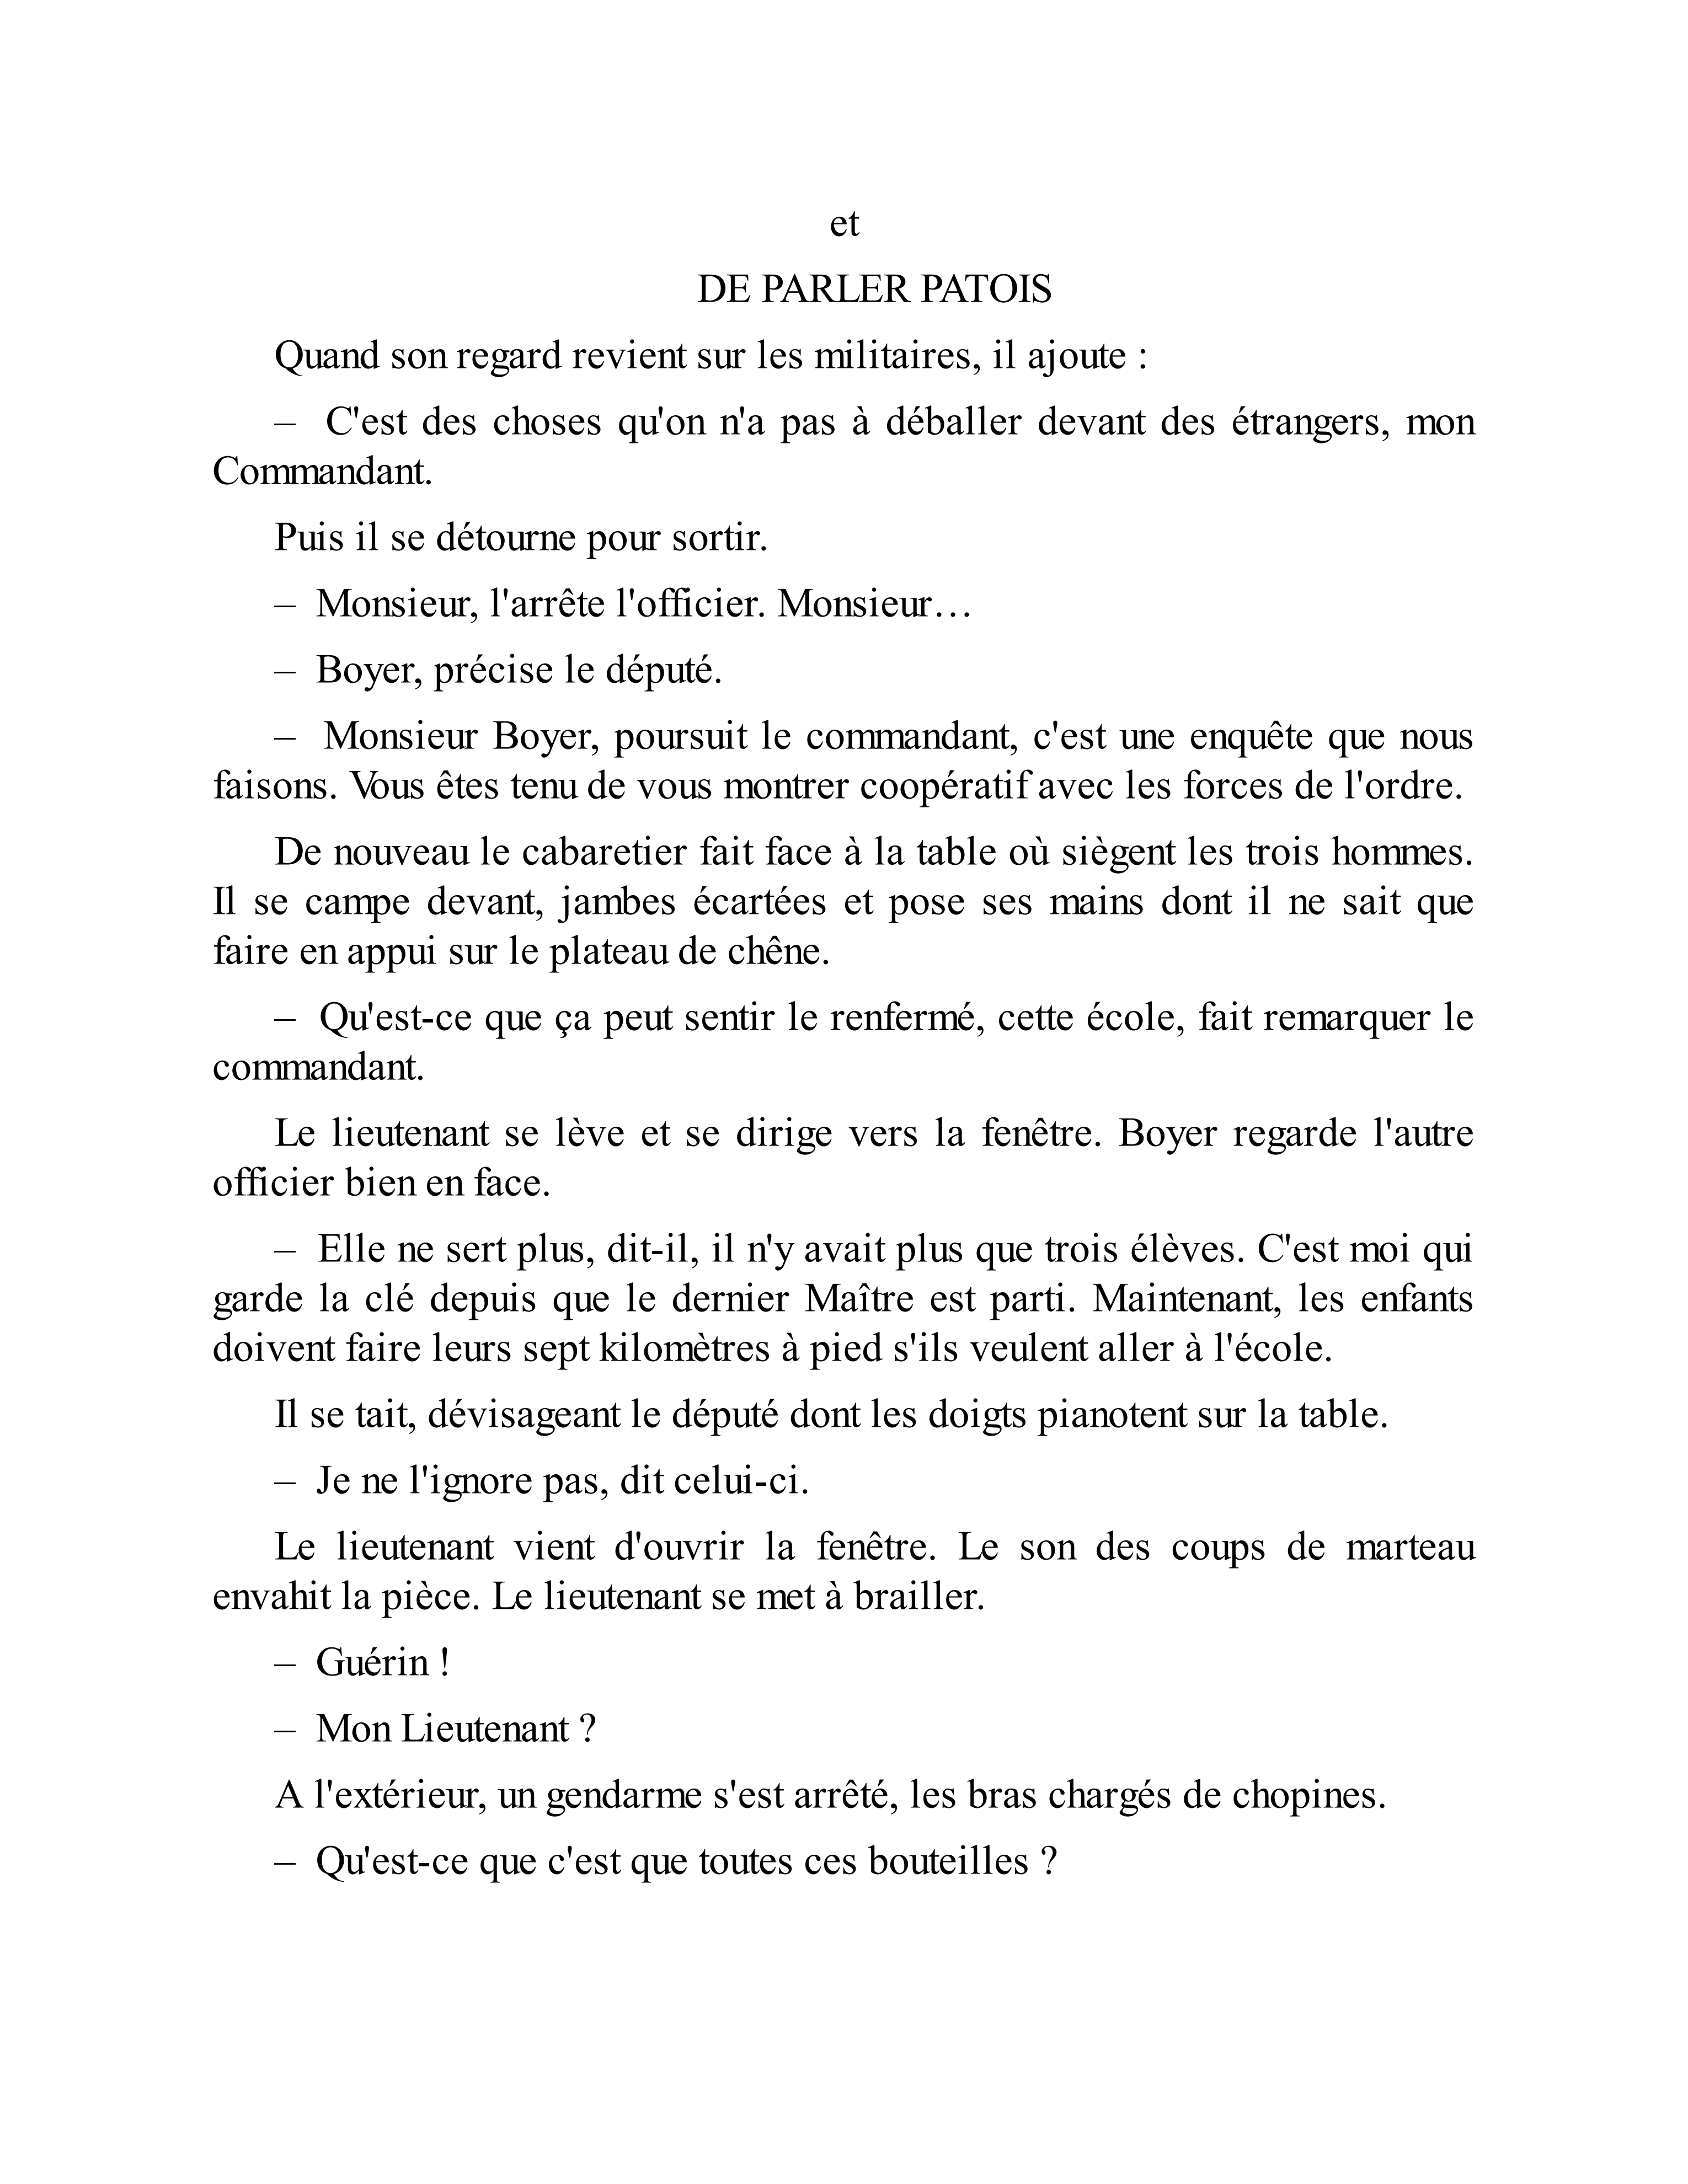 et
DE PARLER PATOIS
Quand son regard revient sur les militaires, il ajoute :
– C'est des choses qu'on n'a pas à déballer devant des étrangers, mon
Commandant.
Puis il se détourne pour sortir.
– Monsieur, l'arrête l'officier. Monsieur…
– Boyer, précise le député.
– Monsieur Boyer, poursuit le commandant, c'est une enquête que nous
faisons. Vous êtes tenu de vous montrer coopératif avec les forces de l'ordre.
De nouveau le cabaretier fait face à la table où siègent les trois hommes.
Il se campe devant, jambes écartées et pose ses mains dont il ne sait que
faire en appui sur le plateau de chêne.
– Qu'est-ce que ça peut sentir le renfermé, cette école, fait remarquer le
commandant.
Le lieutenant se lève et se dirige vers la fenêtre. Boyer regarde l'autre
officier bien en face.
– Elle ne sert plus, dit-il, il n'y avait plus que trois élèves. C'est moi qui
garde la clé depuis que le dernier Maître est parti. Maintenant, les enfants
doivent faire leurs sept kilomètres à pied s'ils veulent aller à l'école.
Il se tait, dévisageant le député dont les doigts pianotent sur la table.
– Je ne l'ignore pas, dit celui-ci.
Le lieutenant vient d'ouvrir la fenêtre. Le son des coups de marteau
envahit la pièce. Le lieutenant se met à brailler.
– Guérin !
– Mon Lieutenant ?
A l'extérieur, un gendarme s'est arrêté, les bras chargés de chopines.
– Qu'est-ce que c'est que toutes ces bouteilles ?